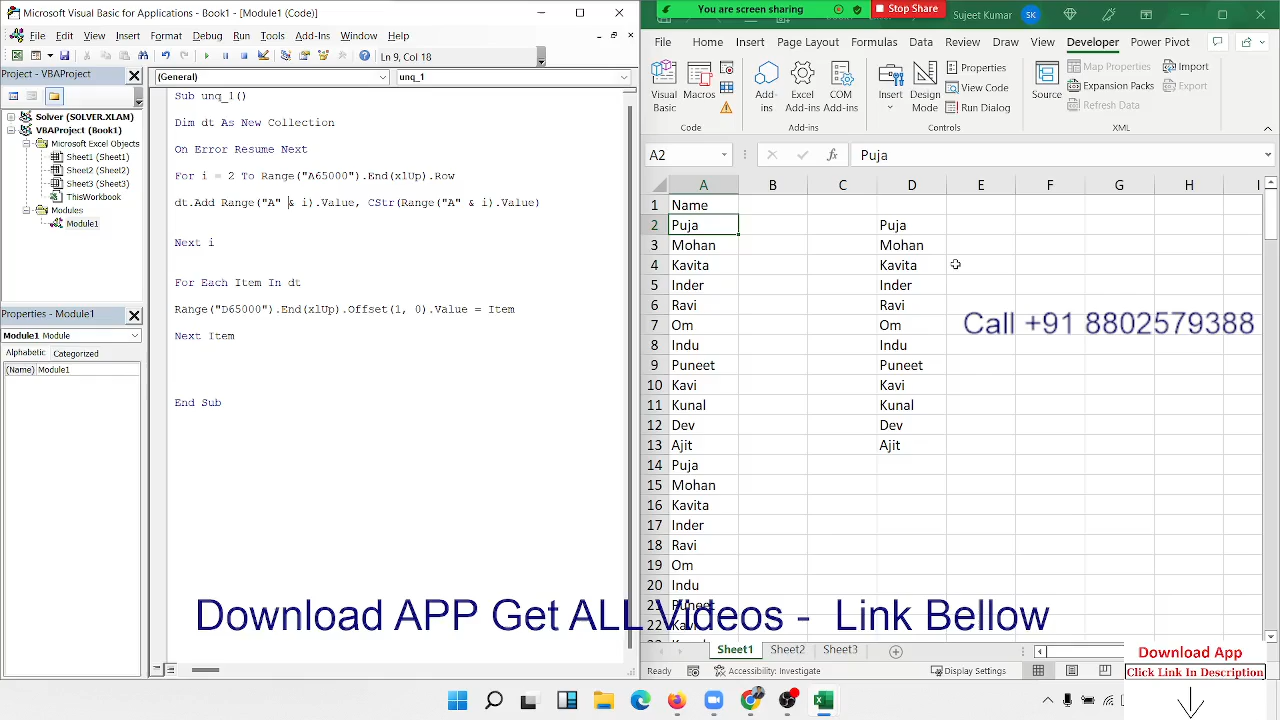 Microsoft Visual Basic for Applications - Book1 - [Module1 (Code)]
File Edit View Insert Format Debug Run Tools Add-Ins Window Help
Ln 9, Col 18
Project - VBAProject
Solver (SOLVER.XLAM)
VBAProject (Book1)
Microsoft Excel Objects
Sheet1 (Sheet1)
Sheet2 (Sheet2)
Sheet3 (Sheet3)
ThisWorkbook
Modules
Module1
Properties - Module1
Module1 Module
Alphabetic Categorized
(Name) Module1
(General) unq_1
Sub unq_1()
Dim dt As New Collection
On Error Resume Next
For i = 2 To Range("A65000").End(xlUp).Row
dt.Add Range("A" & i).Value, CStr(Range("A" & i).Value)
Next i
For Each Item In dt
Range("D65000").End(xlUp).Offset(1, 0).Value = Item
Next Item
End Sub
You are screen sharing Stop Share
Sujeet Kumar SK
File Home Insert Page Layout Formulas Data Review View Developer Help Power Pivot
Visual Basic Macros
Code
Add-ins Excel Add-ins COM Add-ins
Add-ins
Insert Design Mode Properties View Code Run Dialog
Controls
Source Map Properties Expansion Packs Refresh Data Import Export
XML
A2 fx Puja
A B C D E F G H I
1 Name
2 Puja Puja
3 Mohan Mohan
4 Kavita Kavita
5 Inder Inder
6 Ravi Ravi
7 Om Om
8 Indu Indu
9 Puneet Puneet
10 Kavi Kavi
11 Kunal Kunal
12 Dev Dev
13 Ajit Ajit
14 Puja
15 Mohan
16 Kavita
17 Inder
18 Ravi
19 Om
20 Indu
21 Puneet
22 Kavi
Call +91 8802579388
Download APP Get ALL Videos - Link Bellow
Sheet1 Sheet2 Sheet3
Ready Accessibility: Investigate Display Settings
Download App
Click Link In Description